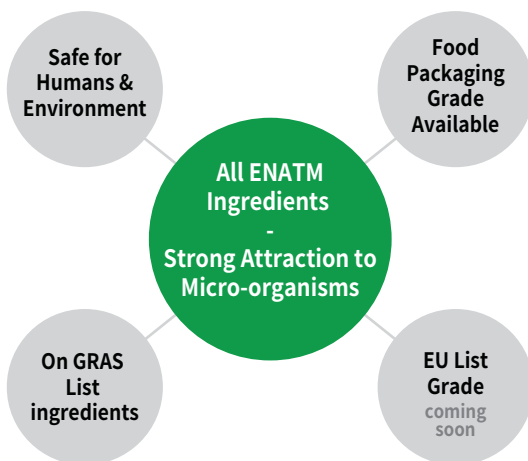 Safe for
Humans &
Environment
Food
Packaging
Grade
Available
All ENATM
Ingredients
-
Strong Attraction to
Micro-organisms
On GRAS
List
ingredients
EU List
Grade
coming
soon